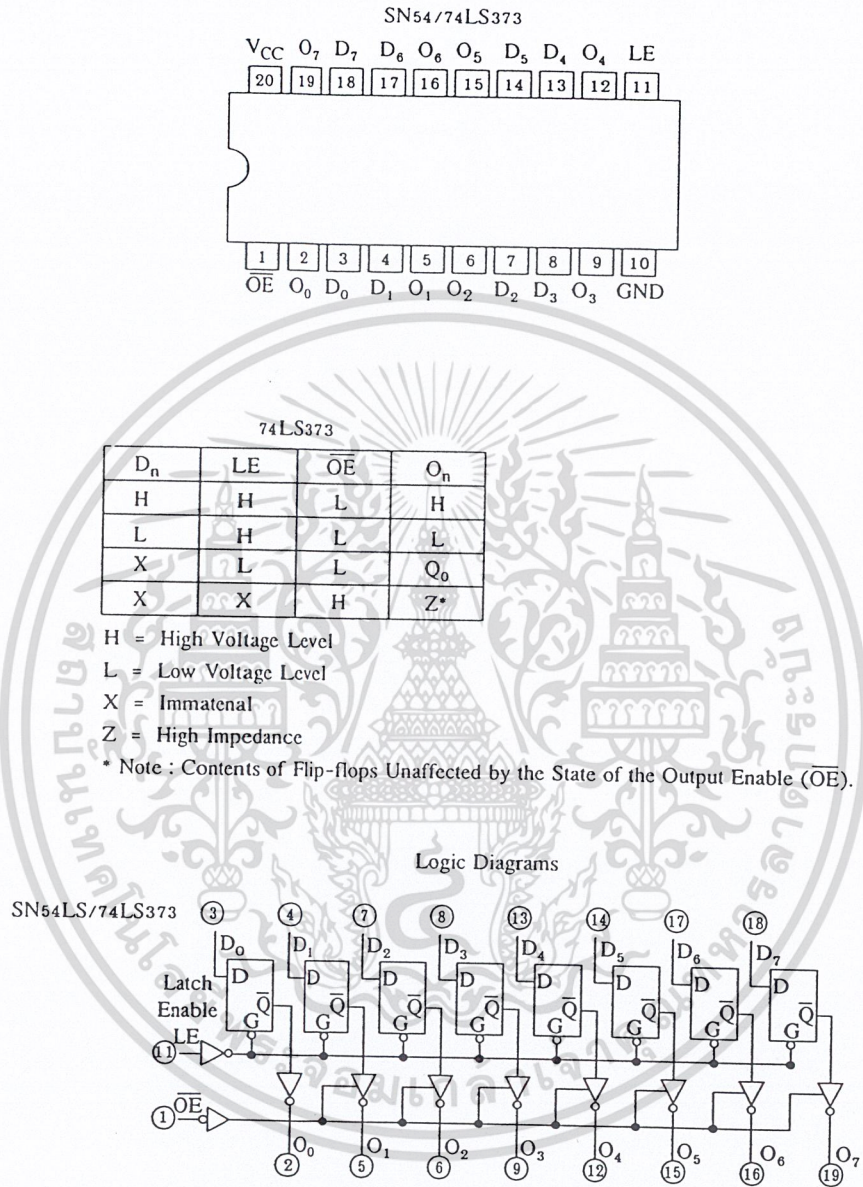 SN54/74LS373
VCC O7 D7 D6 O6 O5 D5 D4 O4 LE
20 19 18 17 16 15 14 13 12 11
1 2 3 4 5 6 7 8 9 10
OE O0 D0 D1 O1 O2 D2 D3 O3 GND
74LS373
Dn LE OE On
H H L H
L H L L
X L L Q0
X X H Z*
H = High Voltage Level
L = Low Voltage Level
X = Immatenal
Z = High Impedance
* Note : Contents of Flip-flops Unaffected by the State of the Output Enable (OE).
Logic Diagrams
SN54LS/74LS373
3 4 7 8 13 14 17 18
D0 D1 D2 D3 D4 D5 D6 D7
D D D D D D D D
Latch
Enable
Q Q Q Q Q Q Q Q
G G G G G G G G
11 LE
1 OE
O0 O1 O2 O3 O4 O5 O6 O7
2 5 6 9 12 15 16 19